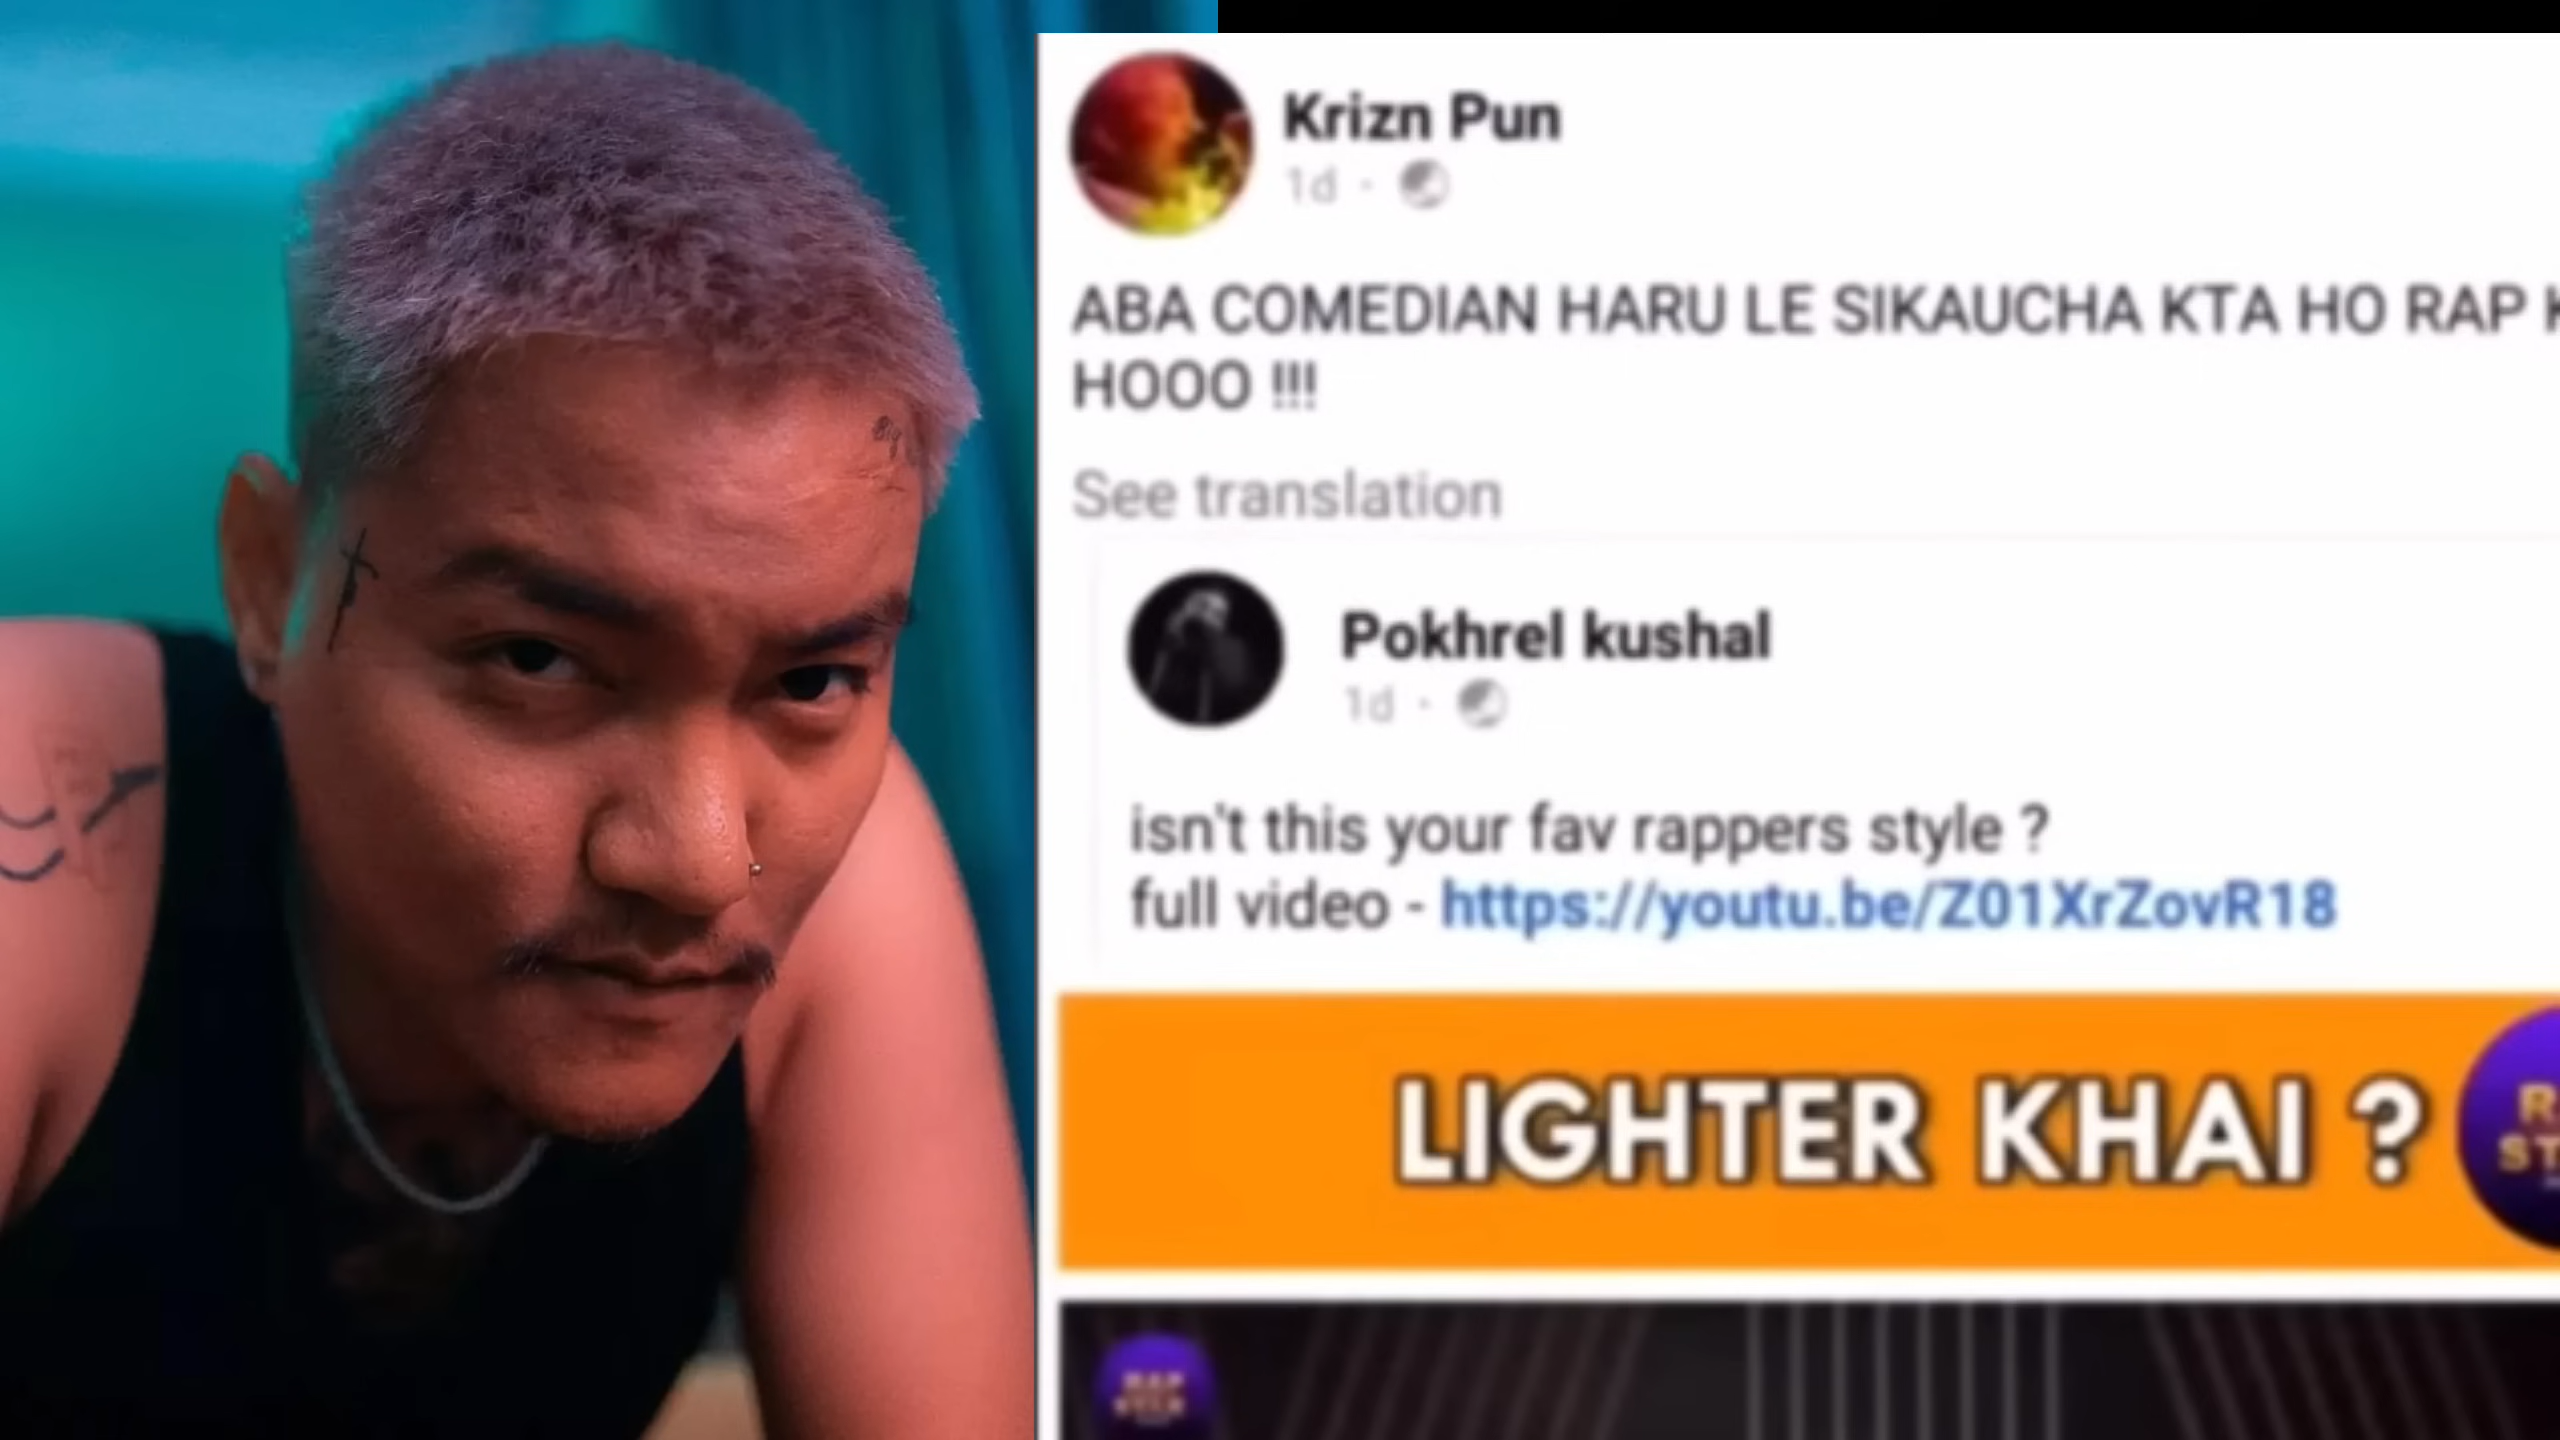 Krizn Pun
1d ·
ABA COMEDIAN HARU LE SIKAUCHA KTA HO RAP
HOOO !!!
See translation
Pokhrel kushal
1d ·
isn't this your fav rappers style ?
full video - https://youtu.be/Z01XrZovR18
LIGHTER KHAI ?
RAP